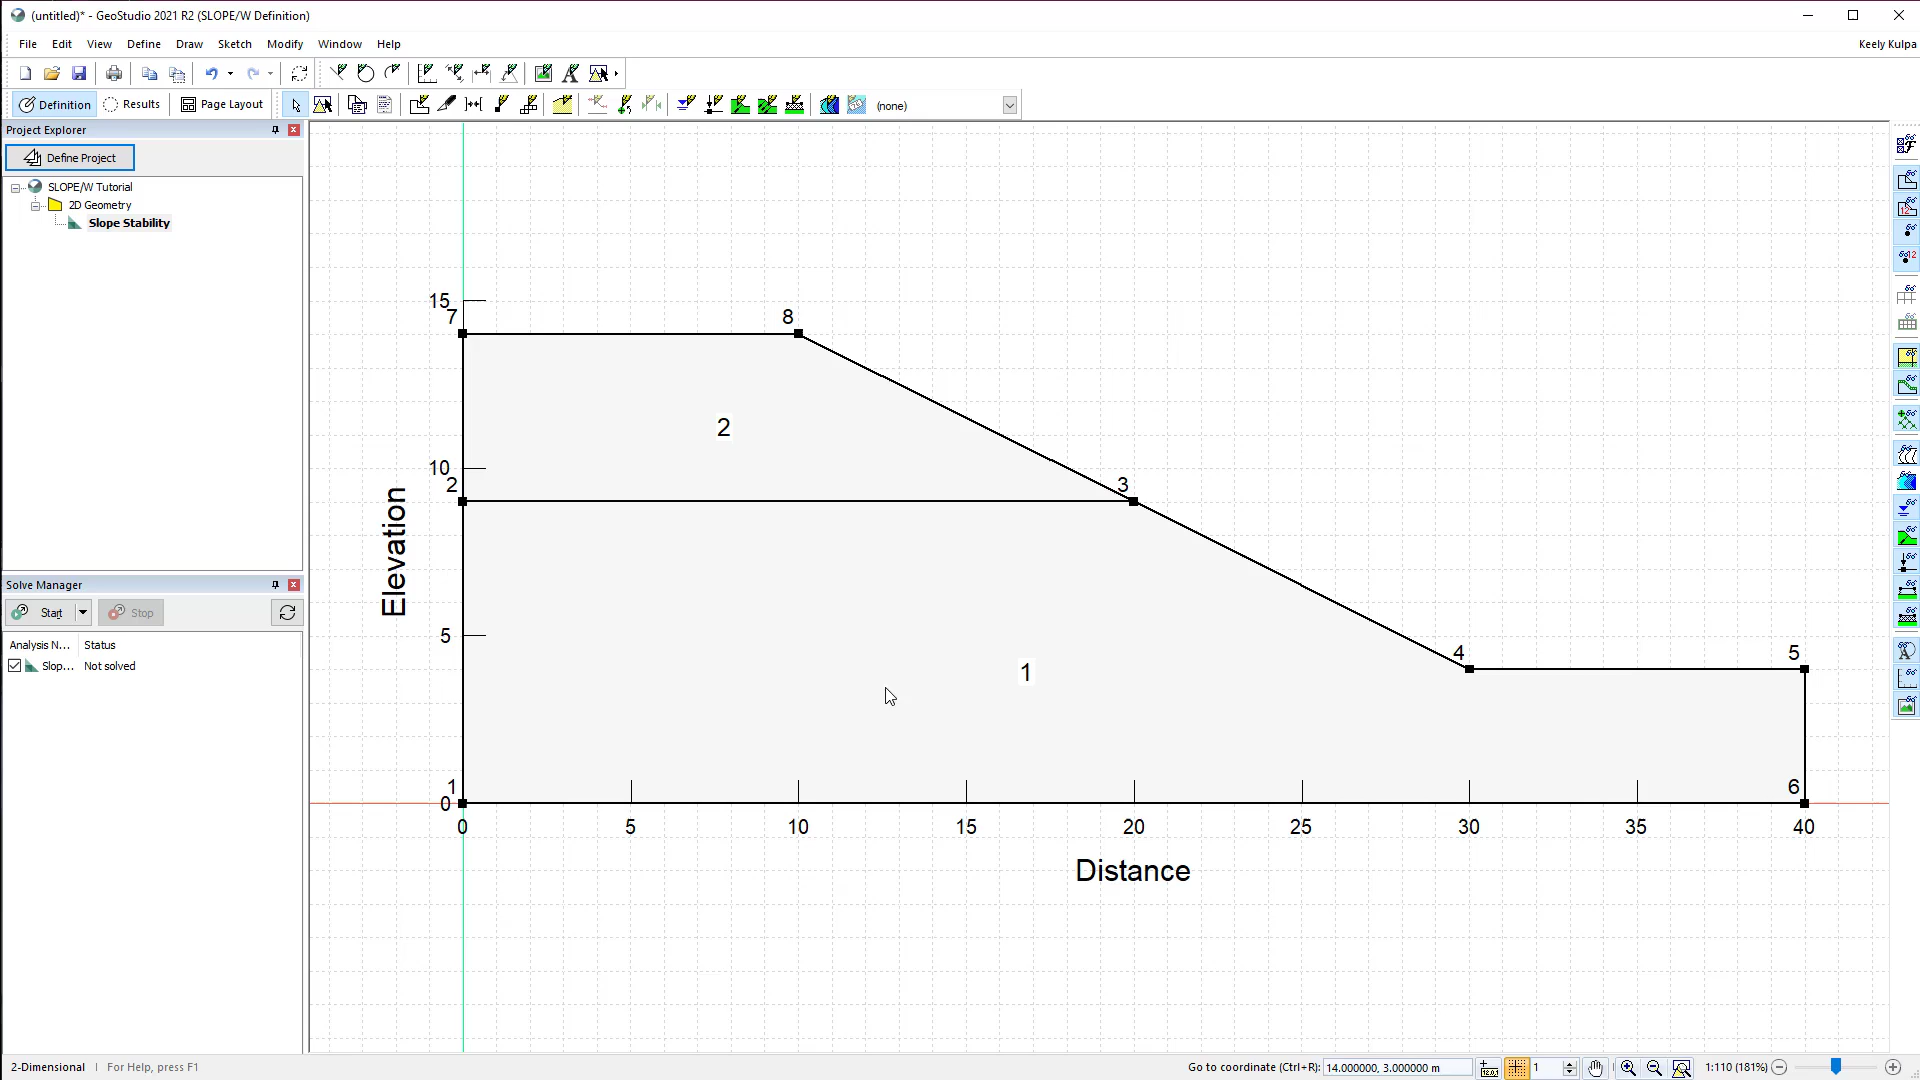 (untitled)* - GeoStudio 2021 R2 (SLOPE/W Definition)
File Edit View Define Draw Sketch Modify Window Help
Keely Kulpa
Definition Results Page Layout
(none)
Project Explorer
Define Project
SLOPE/W Tutorial
2D Geometry
Slope Stability
Solve Manager
Start Stop
Analysis N... Status
Slop... Not solved
15
7 8
2
10
2 3
Elevation
5
4 5
1
1 6
0
0 5 10 15 20 25 30 35 40
Distance
2-Dimensional For Help, press F1
Go to coordinate (Ctrl+R): 14.000000, 3.000000 m
1
1:110 (181%)